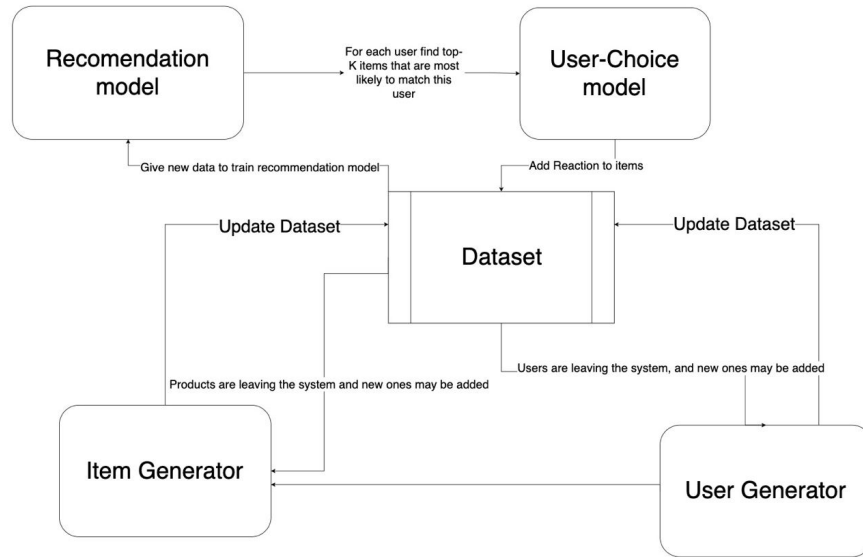 Recomendation
model
For each user find top-
K items that are most
likely to match this
user
User-Choice
model
Give new data to train recommendation model
Add Reaction to items
Update Dataset
Dataset
Update Dataset
Products are leaving the system and new ones may be added
Users are leaving the system, and new ones may be added
Item Generator
User Generator